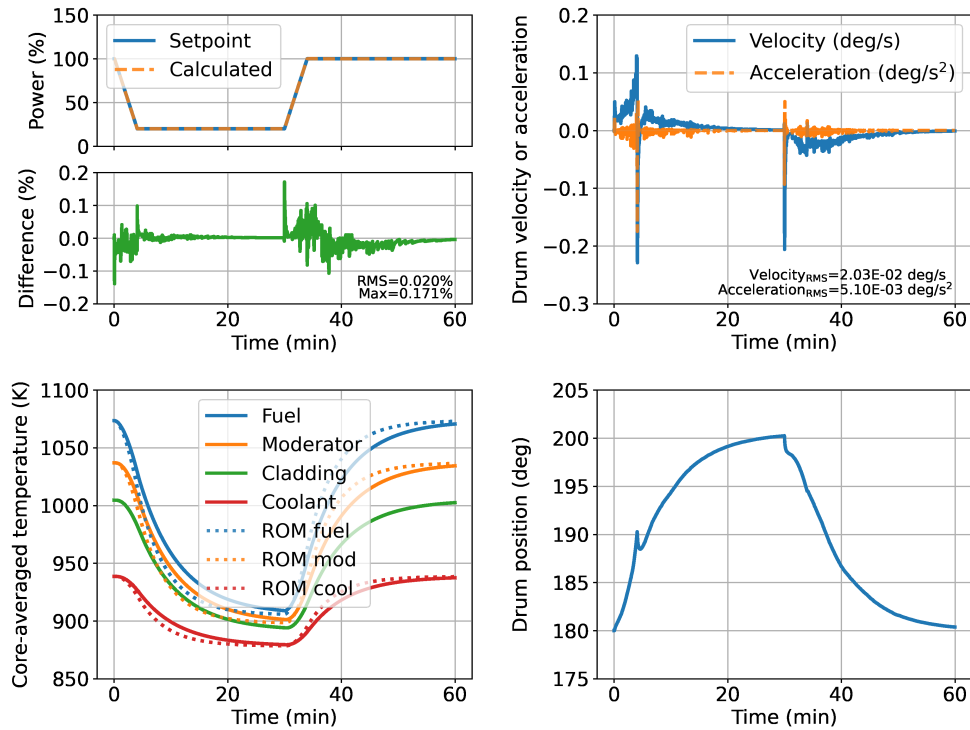 150
100
50
0
Power (%)
Setpoint
Calculated
0.2
0.1
0.0
−0.1
−0.2
Difference (%)
RMS=0.020%
Max=0.171%
0
20
40
60
Time (min)
0.2
0.1
0.0
−0.1
−0.2
−0.3
Drum velocity or acceleration
Velocity (deg/s)
Acceleration (deg/s²)
Velocity_RMS=2.03E-02 deg/s
Acceleration_RMS=5.10E-03 deg/s²
0
20
40
60
Time (min)
1100
1050
1000
950
900
850
Core-averaged temperature (K)
Fuel
Moderator
Cladding
Coolant
ROM fuel
ROM mod
ROM cool
0
20
40
60
Time (min)
205
200
195
190
185
180
175
Drum position (deg)
0
20
40
60
Time (min)